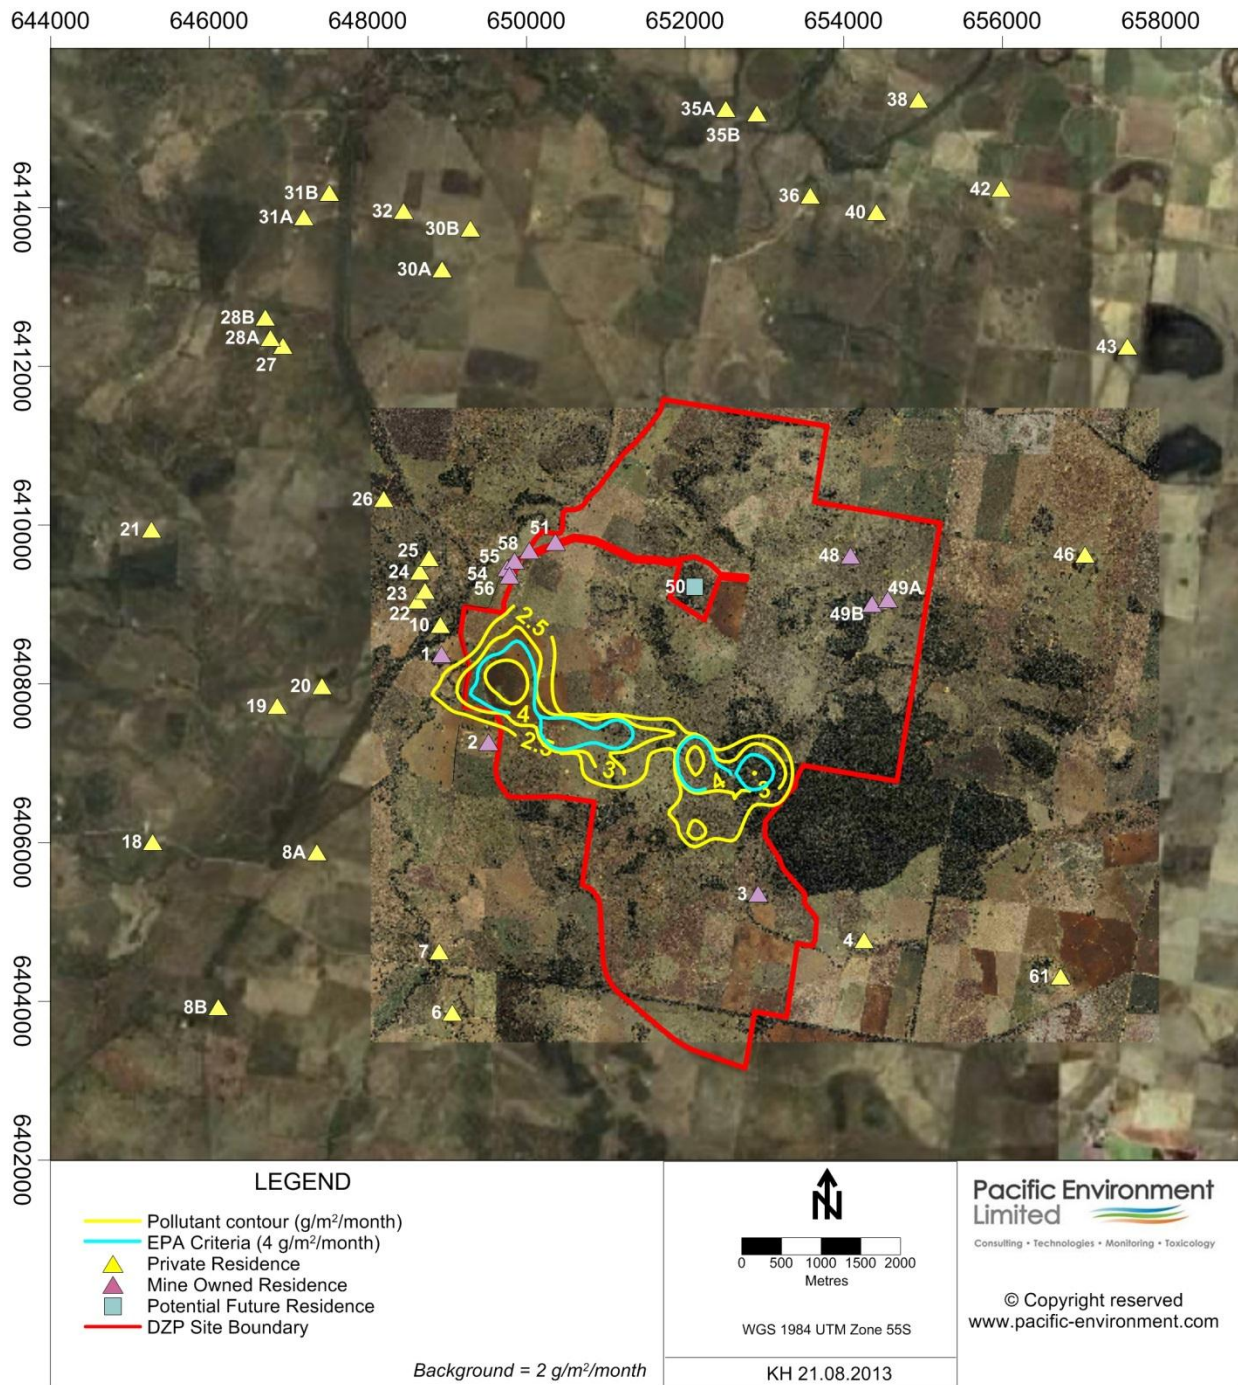 644000 646000 648000 650000 652000 654000 656000 658000
6414000
6412000
6410000
6408000
6406000
6404000
6402000
35A
35B
38
31B
31A
32
30B
30A
36
40
42
28B
28A
27
43
26
21
51
58
55
54
56
25
24
23
22
10
1
48
49A
49B
46
50
2.5
20
19
4
2
3
4
18
8A
3
4
7
61
8B
6
LEGEND
Pollutant contour (g/m²/month)
EPA Criteria (4 g/m²/month)
Private Residence
Mine Owned Residence
Potential Future Residence
DZP Site Boundary
Background = 2 g/m²/month
N
0 500 1000 1500 2000
Metres
WGS 1984 UTM Zone 55S
KH 21.08.2013
Pacific Environment
Limited
Consulting • Technologies • Monitoring • Toxicology
© Copyright reserved
www.pacific-environment.com